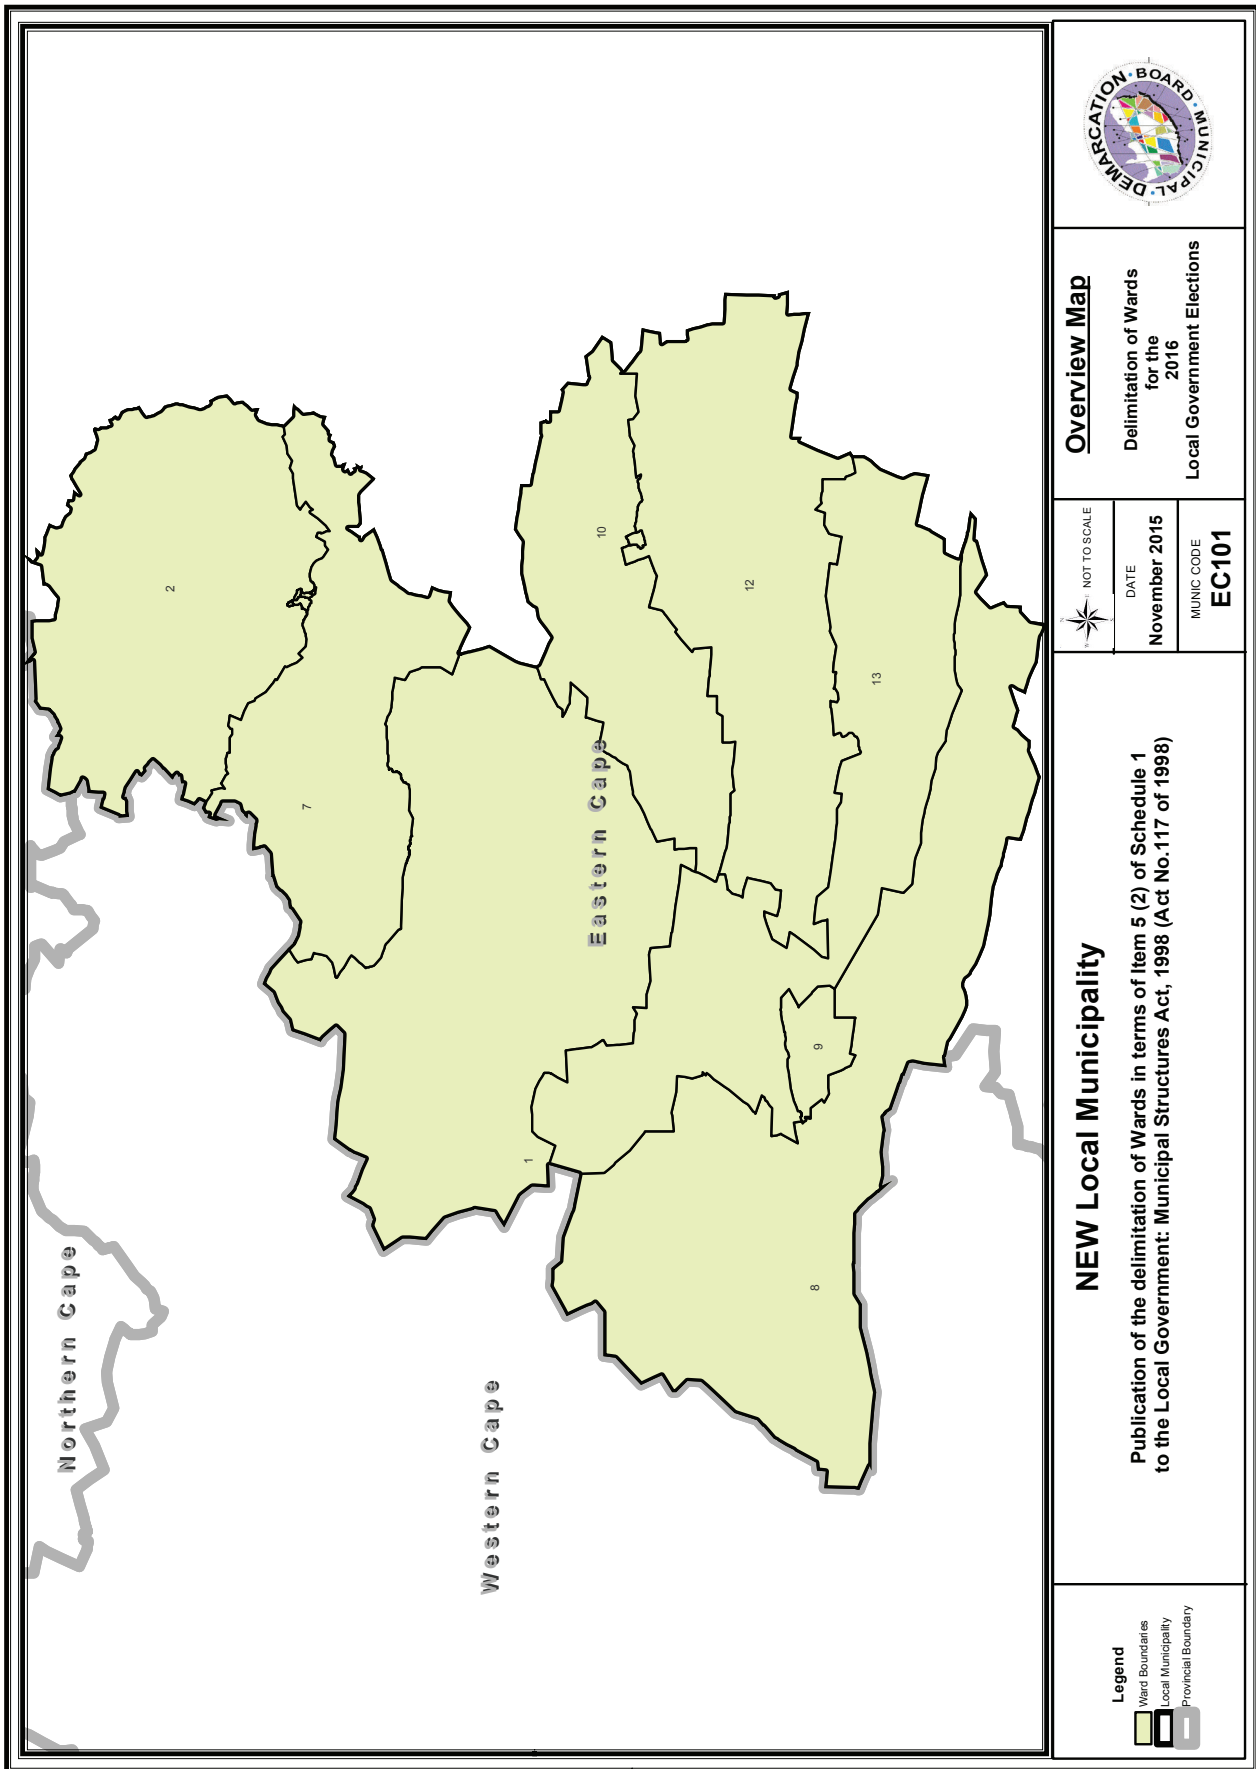 Northern Cape
Western Cape
Eastern Cape
2
7
10
12
13
1
9
8
Legend
Ward Boundaries
Local Municipality
Provincial Boundary
NEW Local Municipality
Publication of the delimitation of Wards in terms of Item 5 (2) of Schedule 1
to the Local Government: Municipal Structures Act, 1998 (Act No.117 of 1998)
NOT TO SCALE
DATE
November 2015
MUNIC CODE
EC101
Overview Map
Delimitation of Wards
for the
2016
Local Government Elections
MUNICIPAL DEMARCATION BOARD